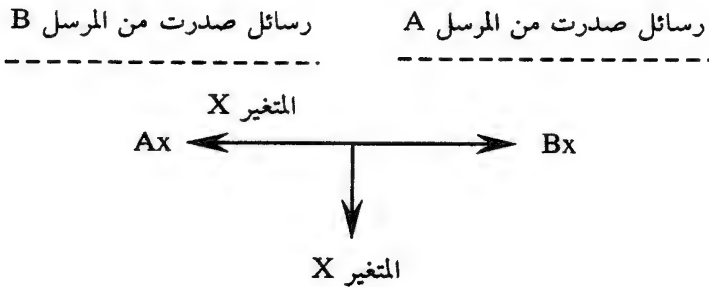 رسائل صدرت من المرسل A رسائل صدرت من المرسل B
المتغير X
Ax Bx
المتغير X